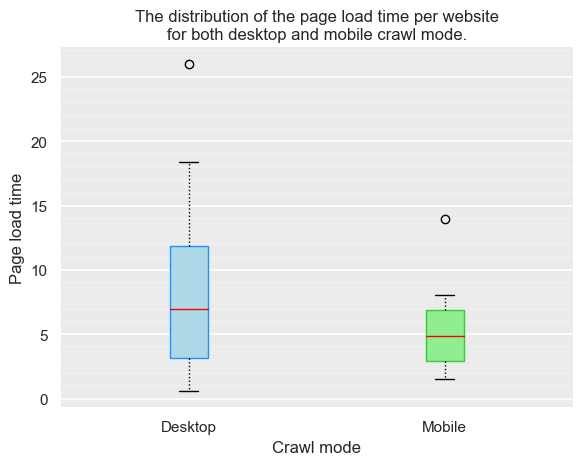 The distribution of the page load time per website
for both desktop and mobile crawl mode.
Page load time
25
20
15
10
5
0
Desktop
Mobile
Crawl mode